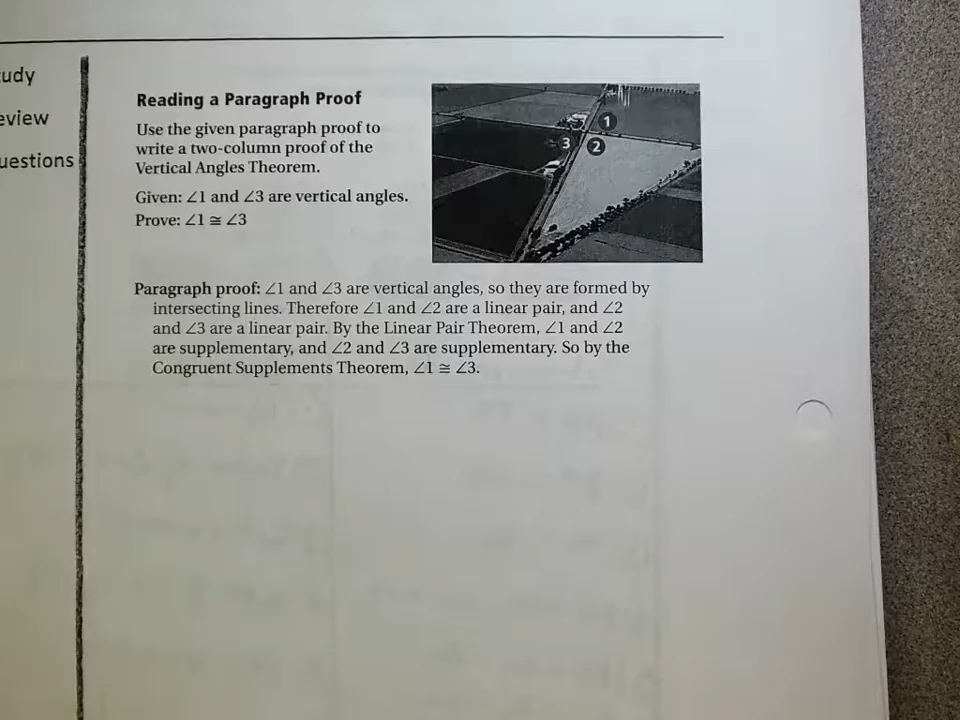 udy
eview
uestions
Reading a Paragraph Proof
Use the given paragraph proof to
write a two-column proof of the
Vertical Angles Theorem.
Given: ∠1 and ∠3 are vertical angles.
Prove: ∠1 ≅ ∠3
1
3 2
Paragraph proof: ∠1 and ∠3 are vertical angles, so they are formed by
intersecting lines. Therefore ∠1 and ∠2 are a linear pair, and ∠2
and ∠3 are a linear pair. By the Linear Pair Theorem, ∠1 and ∠2
are supplementary, and ∠2 and ∠3 are supplementary. So by the
Congruent Supplements Theorem, ∠1 ≅ ∠3.